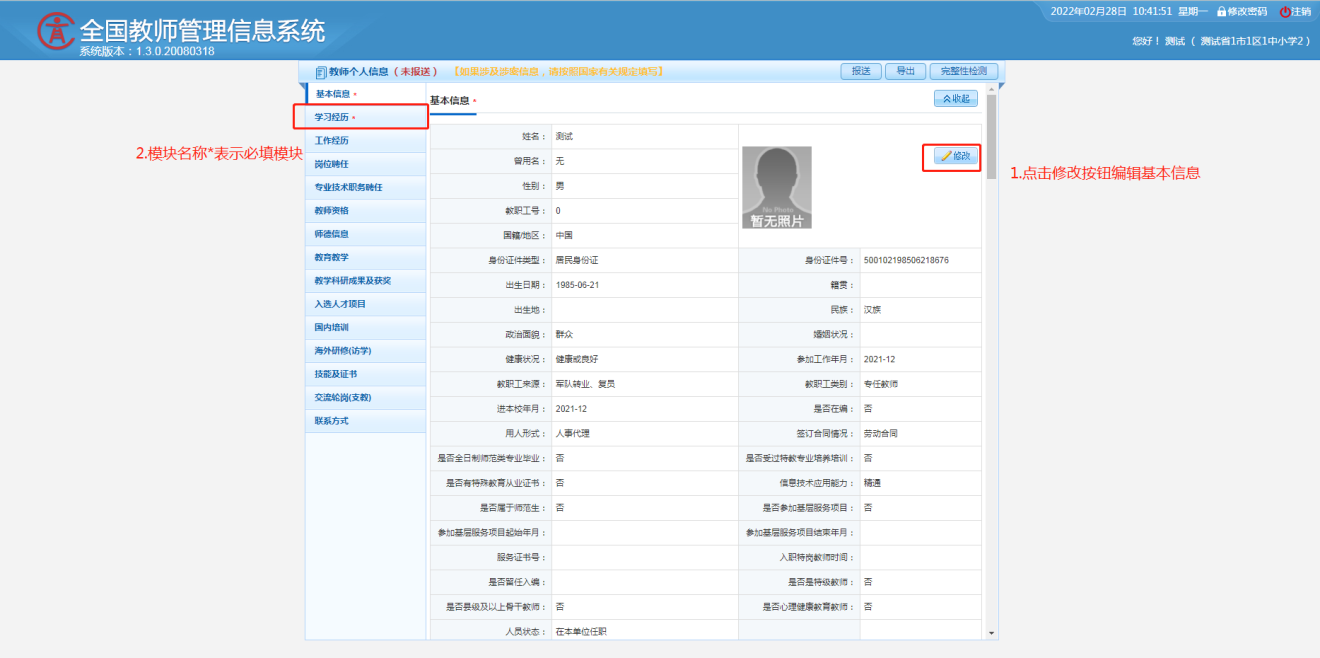 2022年02月28日 10:41:51 星期一 修改密码 注销
全国教师管理信息系统
系统版本：1.3.0.20080318
您好！ 测试 （ 测试省1市1区1中小学2 ）
教师个人信息（未报送）
【如果涉及涉密信息，请按照国家有关规定填写】
报送 导出 完整性检测
基本信息 *
学习经历 *
工作经历
岗位聘任
专业技术职务聘任
教师资格
师德信息
教育教学
教学科研成果及获奖
入选人才项目
国内培训
海外研修(访学)
技能及证书
交流轮岗(支教)
联系方式
2.模块名称*表示必填模块
基本信息 *
收起
姓名： 测试
曾用名： 无
性别： 男
教职工号： 0
国籍/地区： 中国
No Photo
暂无照片
修改
1.点击修改按钮编辑基本信息
身份证件类型： 居民身份证 身份证件号： 500102198506218676
出生日期： 1985-06-21 籍贯：
出生地： 民族： 汉族
政治面貌： 群众 婚姻状况：
健康状况： 健康或良好 参加工作年月： 2021-12
教职工来源： 军队转业、复员 教职工类别： 专任教师
进本校年月： 2021-12 是否在编： 否
用人形式： 人事代理 签订合同情况： 劳动合同
是否全日制师范类专业毕业： 否 是否受过特教专业培养培训： 否
是否有特殊教育从业证书： 否 信息技术应用能力： 精通
是否属于师范生： 否 是否参加基层服务项目： 否
参加基层服务项目起始年月： 参加基层服务项目结束年月：
服务证书号： 入职特岗教师时间：
是否留任入编： 是否是特级教师： 否
是否县级及以上骨干教师： 否 是否心理健康教育教师： 否
人员状态： 在本单位任职